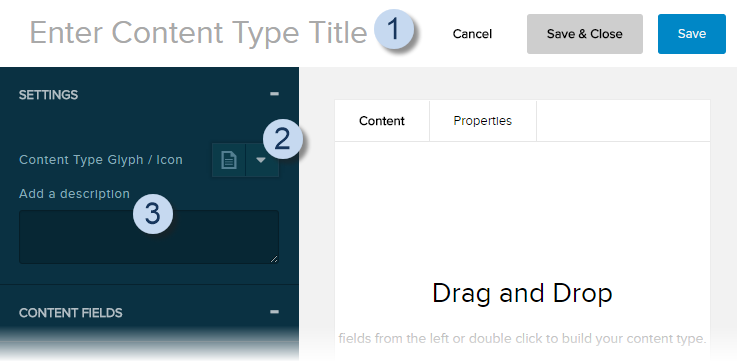 Enter Content Type Title 1 Cancel Save & Close Save
SETTINGS
Content Properties
2
Content Type Glyph / Icon
Add a description
3
Drag and Drop
CONTENT FIELDS
fields from the left or double click to build your content type.